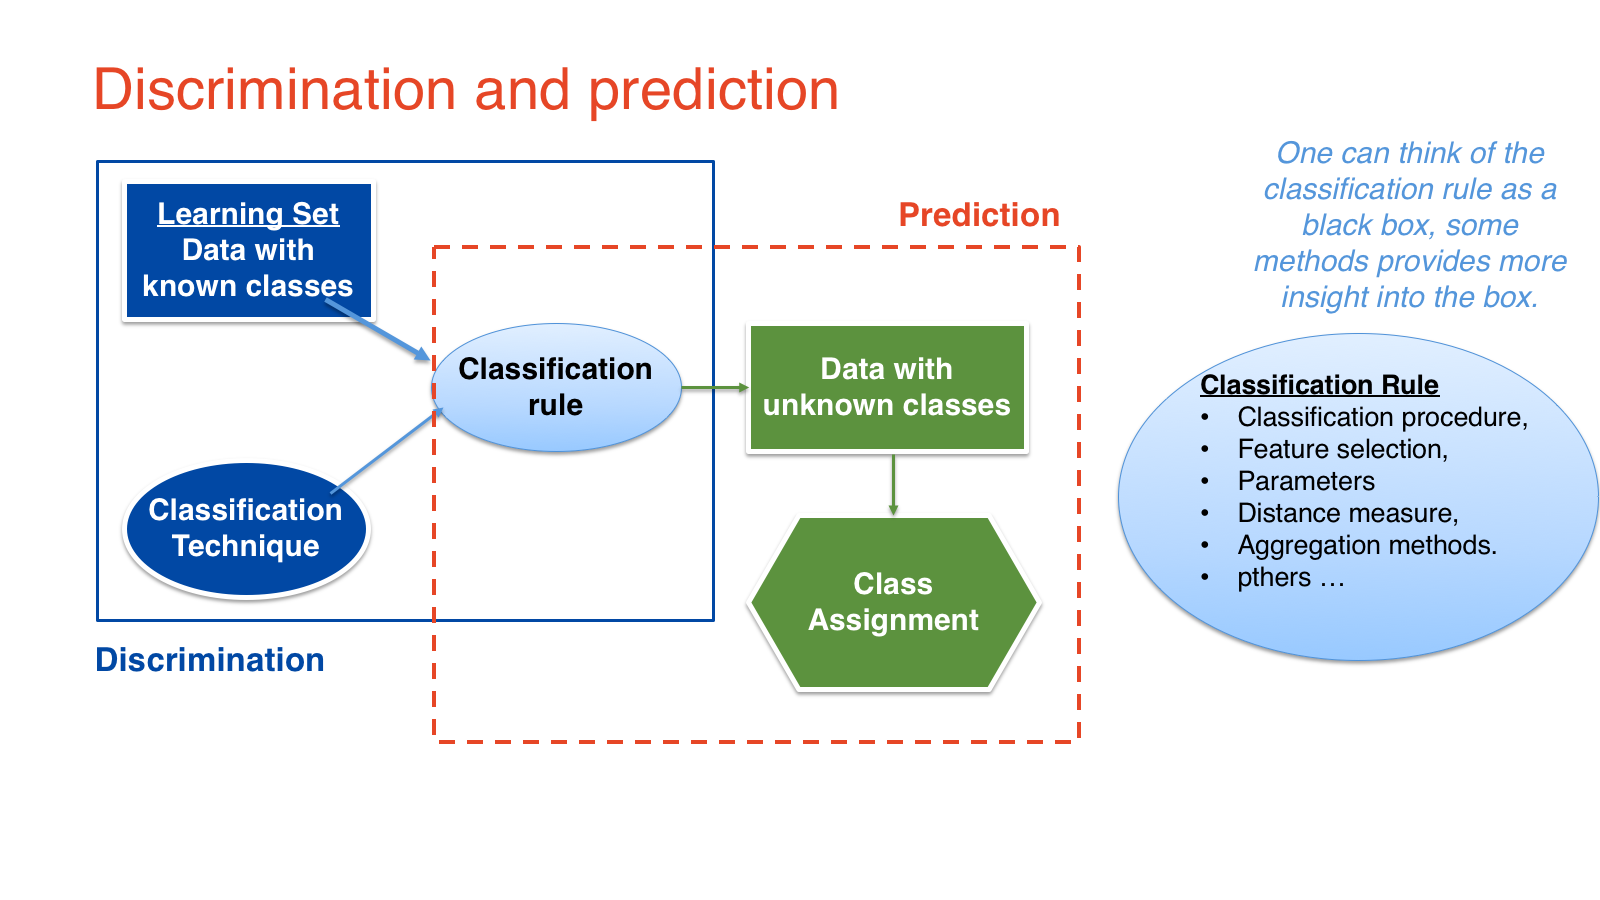 Discrimination and prediction
Learning Set
Data with
known classes
Classification
Technique
Discrimination
Classification
rule
Prediction
Data with
unknown classes
Class
Assignment
One can think of the
classification rule as a
black box, some
methods provides more
insight into the box.
Classification Rule
• Classification procedure,
• Feature selection,
• Parameters
• Distance measure,
• Aggregation methods.
• pthers …